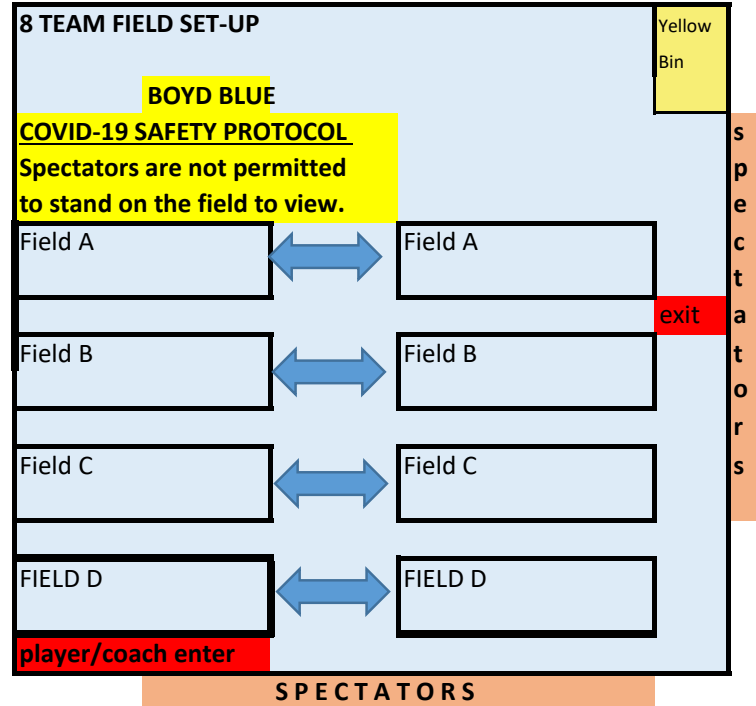 8 TEAM FIELD SET-UP
Yellow
Bin
BOYD BLUE
COVID-19 SAFETY PROTOCOL
Spectators are not permitted
to stand on the field to view.
Field A
Field A
exit
Field B
Field B
Field C
Field C
FIELD D
FIELD D
player/coach enter
spectators
SPECTATORS